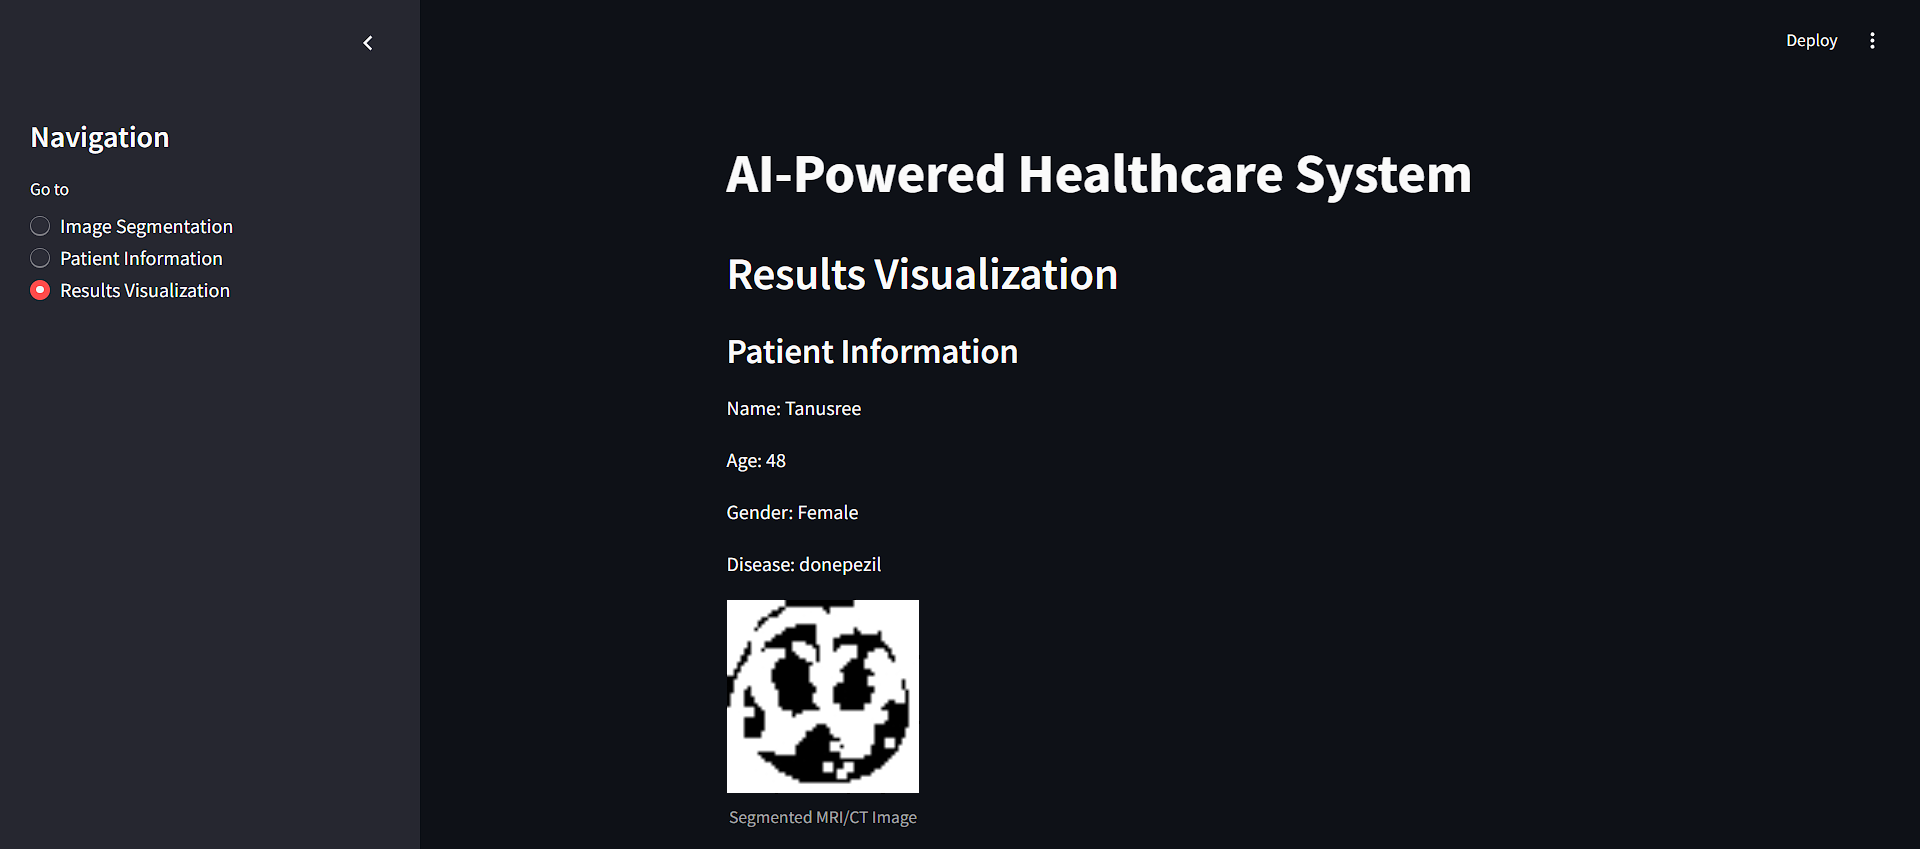 Deploy
Navigation
Go to
Image Segmentation
Patient Information
Results Visualization
AI-Powered Healthcare System
Results Visualization
Patient Information
Name: Tanusree
Age: 48
Gender: Female
Disease: donepezil
Segmented MRI/CT Image